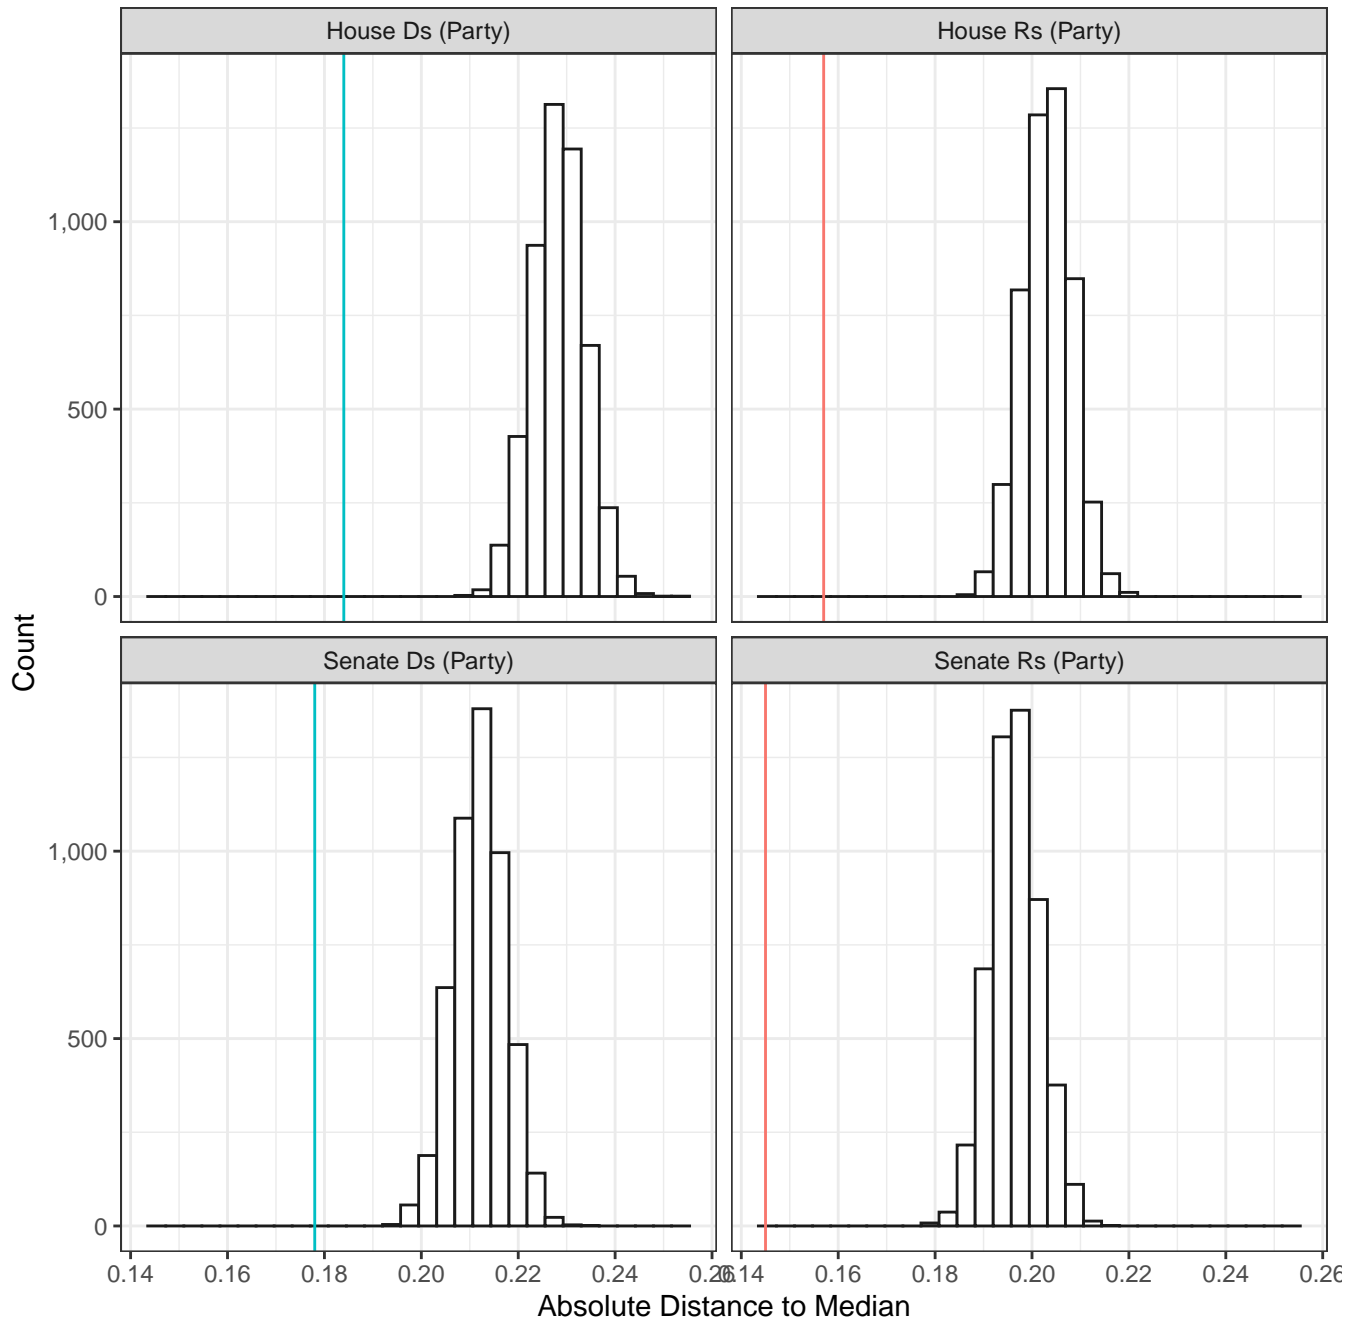 House Ds (Party)
House Rs (Party)
1,000
500
0
Senate Ds (Party)
Senate Rs (Party)
1,000
500
0
Count
0.14 0.16 0.18 0.20 0.22 0.24 0.26
0.14 0.16 0.18 0.20 0.22 0.24 0.26
Absolute Distance to Median